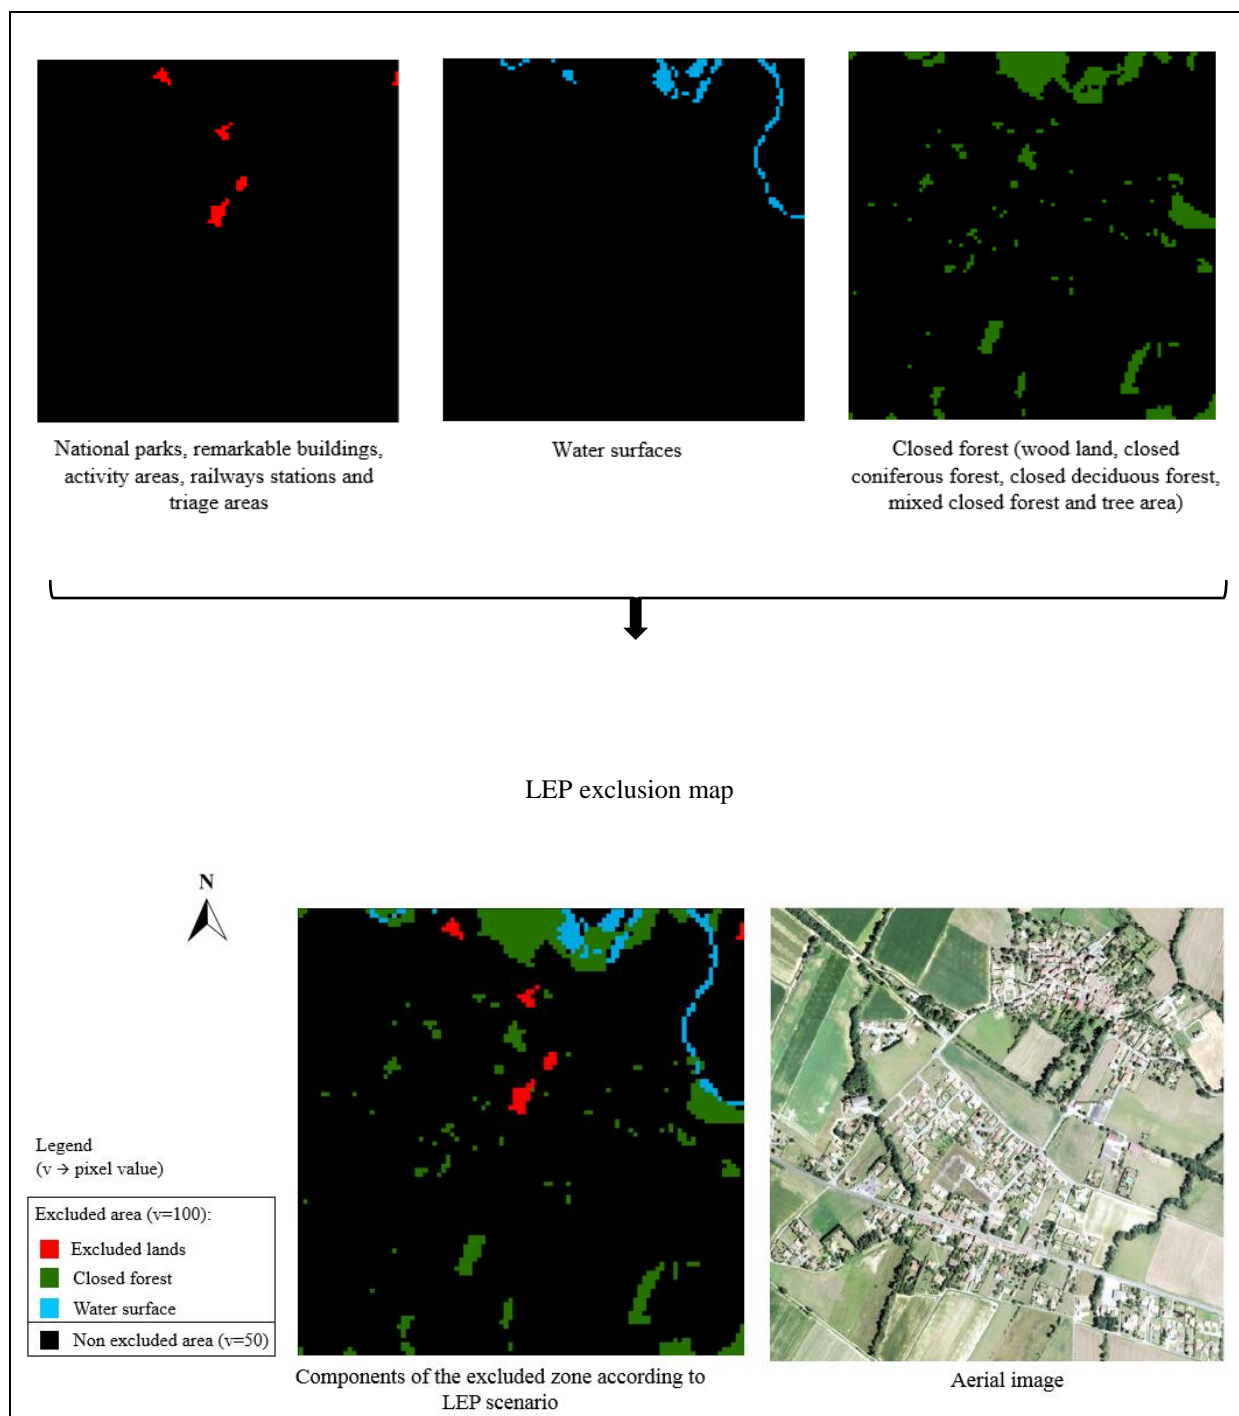 National parks, remarkable buildings,
activity areas, railways stations and
triage areas
Water surfaces
Closed forest (wood land, closed
coniferous forest, closed deciduous forest,
mixed closed forest and tree area)
LEP exclusion map
N
Legend
(v → pixel value)
Excluded area (v=100):
Excluded lands
Closed forest
Water surface
Non excluded area (v=50)
Components of the excluded zone according to
LEP scenario
Aerial image